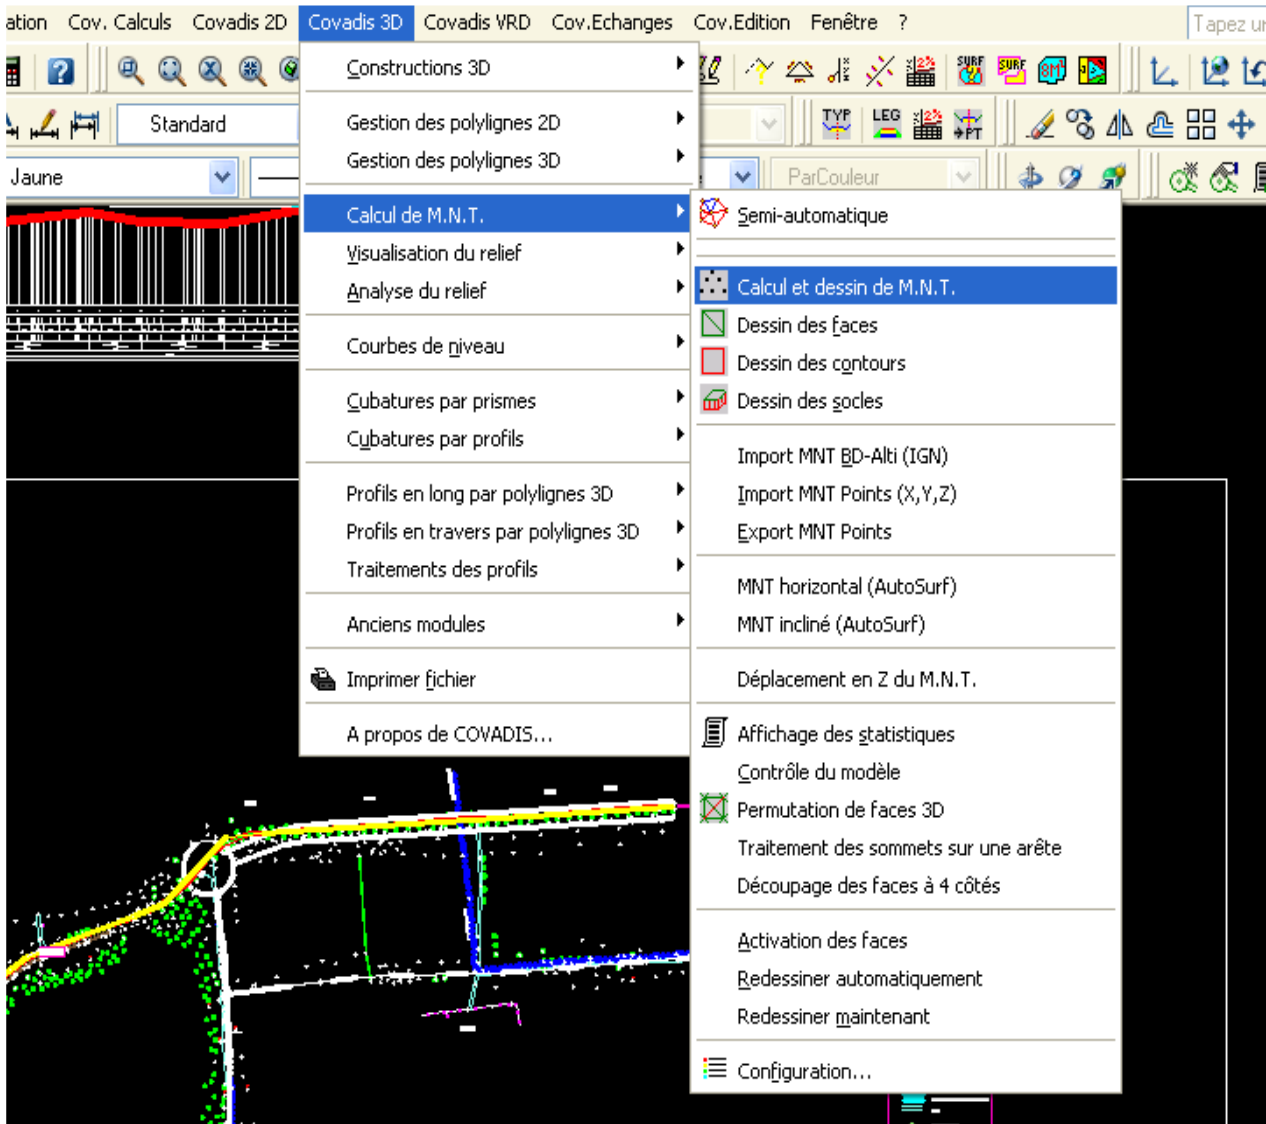 ation Cov. Calculs Covadis 2D Covadis 3D Covadis VRD Cov.Echanges Cov.Edition Fenêtre ?
Tapez ur
SURF SURF 8M³
Standard
TYP LEG 2% PT
Jaune
ParCouleur
Constructions 3D
Gestion des polylignes 2D
Gestion des polylignes 3D
Calcul de M.N.T.
Visualisation du relief
Analyse du relief
Courbes de niveau
Cubatures par prismes
Cubatures par profils
Profils en long par polylignes 3D
Profils en travers par polylignes 3D
Traitements des profils
Anciens modules
Imprimer fichier
A propos de COVADIS...
Semi-automatique
Calcul et dessin de M.N.T.
Dessin des faces
Dessin des contours
Dessin des socles
Import MNT BD-Alti (IGN)
Import MNT Points (X,Y,Z)
Export MNT Points
MNT horizontal (AutoSurf)
MNT incliné (AutoSurf)
Déplacement en Z du M.N.T.
Affichage des statistiques
Contrôle du modèle
Permutation de faces 3D
Traitement des sommets sur une arête
Découpage des faces à 4 côtés
Activation des faces
Redessiner automatiquement
Redessiner maintenant
Configuration...